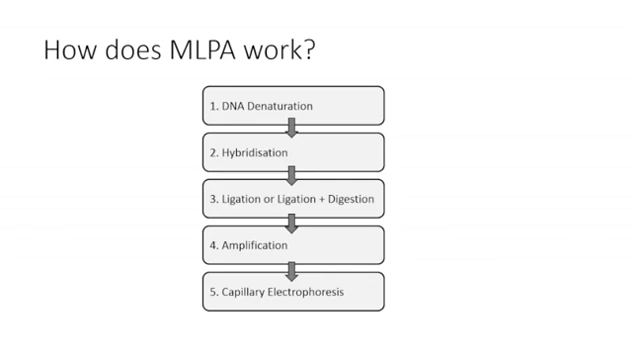 How does MLPA work?
1. DNA Denaturation
2. Hybridisation
3. Ligation or Ligation + Digestion
4. Amplification
5. Capillary Electrophoresis